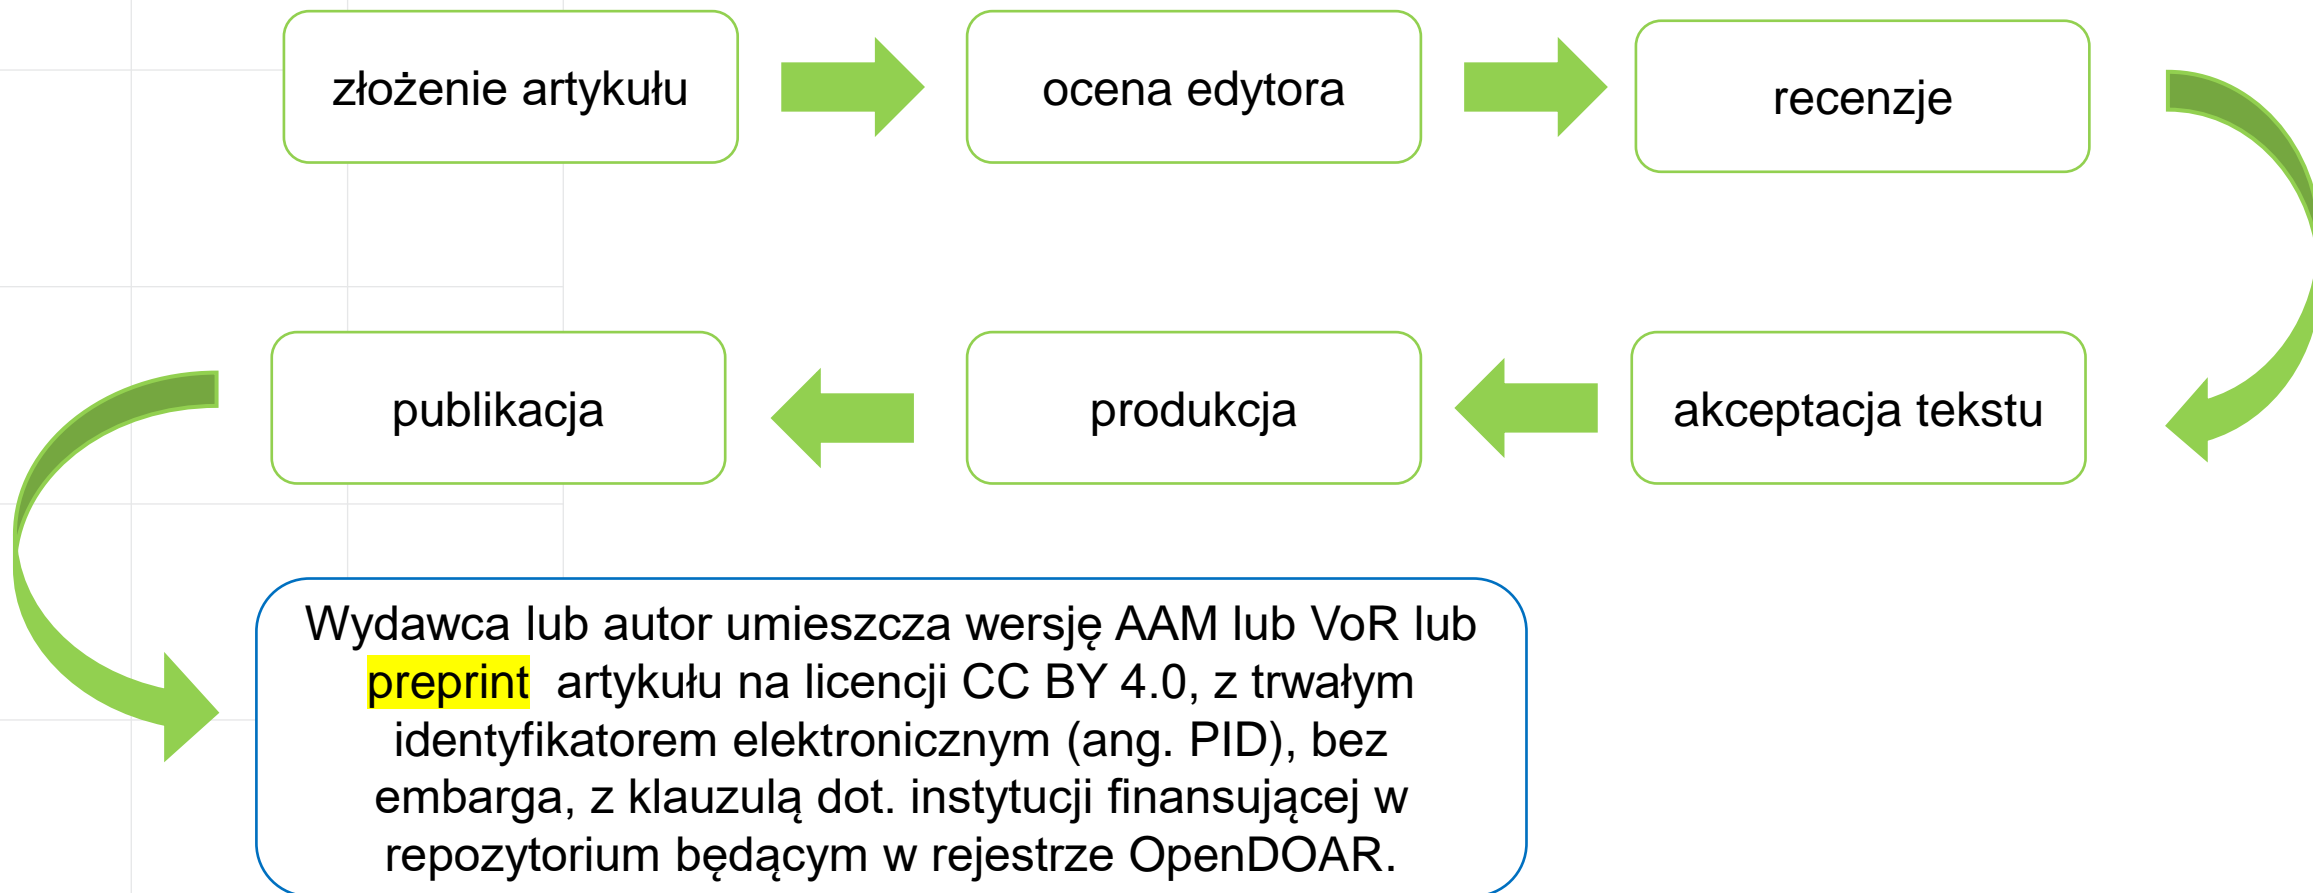 złożenie artykułu
ocena edytora
recenzje
akceptacja tekstu
produkcja
publikacja
Wydawca lub autor umieszcza wersję AAM lub VoR lub
preprint artykułu na licencji CC BY 4.0, z trwałym
identyfikatorem elektronicznym (ang. PID), bez
embarga, z klauzulą dot. instytucji finansującej w
repozytorium będącym w rejestrze OpenDOAR.